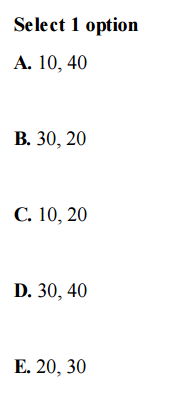 Select 1 option
A. 10, 40
B. 30, 20
C. 10, 20
D. 30, 40
E. 20, 30